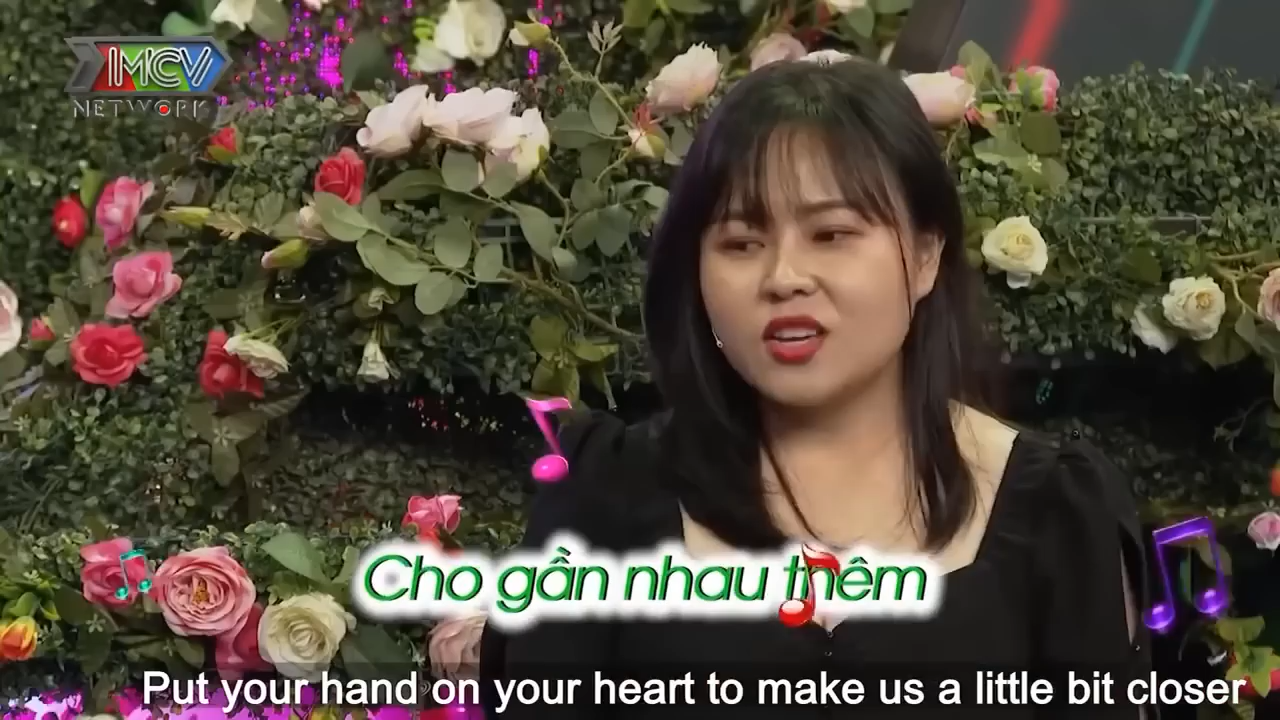 MCV
NETWORK
Cho gần nhau thêm
Put your hand on your heart to make us a little bit closer